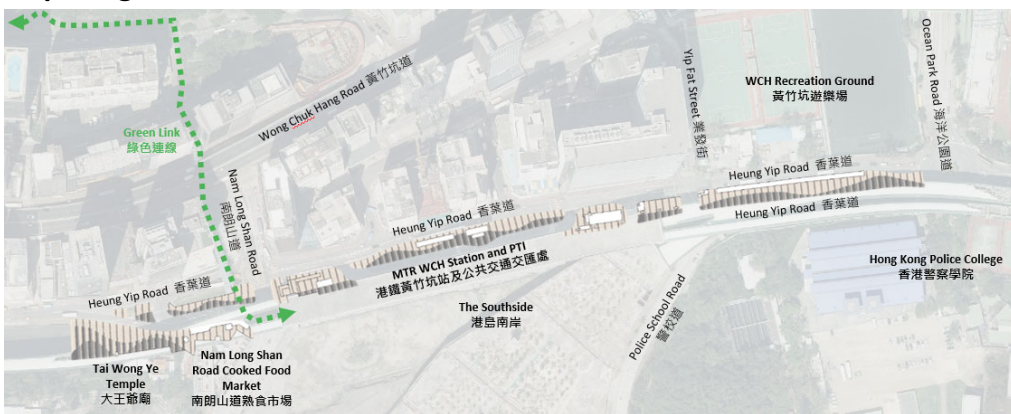 Ocean Park Road 海洋公園道
Wong Chuk Hang Road 黃竹坑道
Yip Fat Street 業發街
WCH Recreation Ground
黃竹坑遊樂場
Green Link
綠色連線
Nam Long Shan Road
南朗山道
Heung Yip Road 香葉道
Heung Yip Road 香葉道
Heung Yip Road 香葉道
MTR WCH Station and PTI
港鐵黃竹坑站及公共交通交匯處
Hong Kong Police College
香港警察學院
Heung Yip Road 香葉道
The Southside
港島南岸
Police School Road
警校道
Tai Wong Ye
Temple
大王爺廟
Nam Long Shan
Road Cooked Food
Market
南朗山道熟食市場